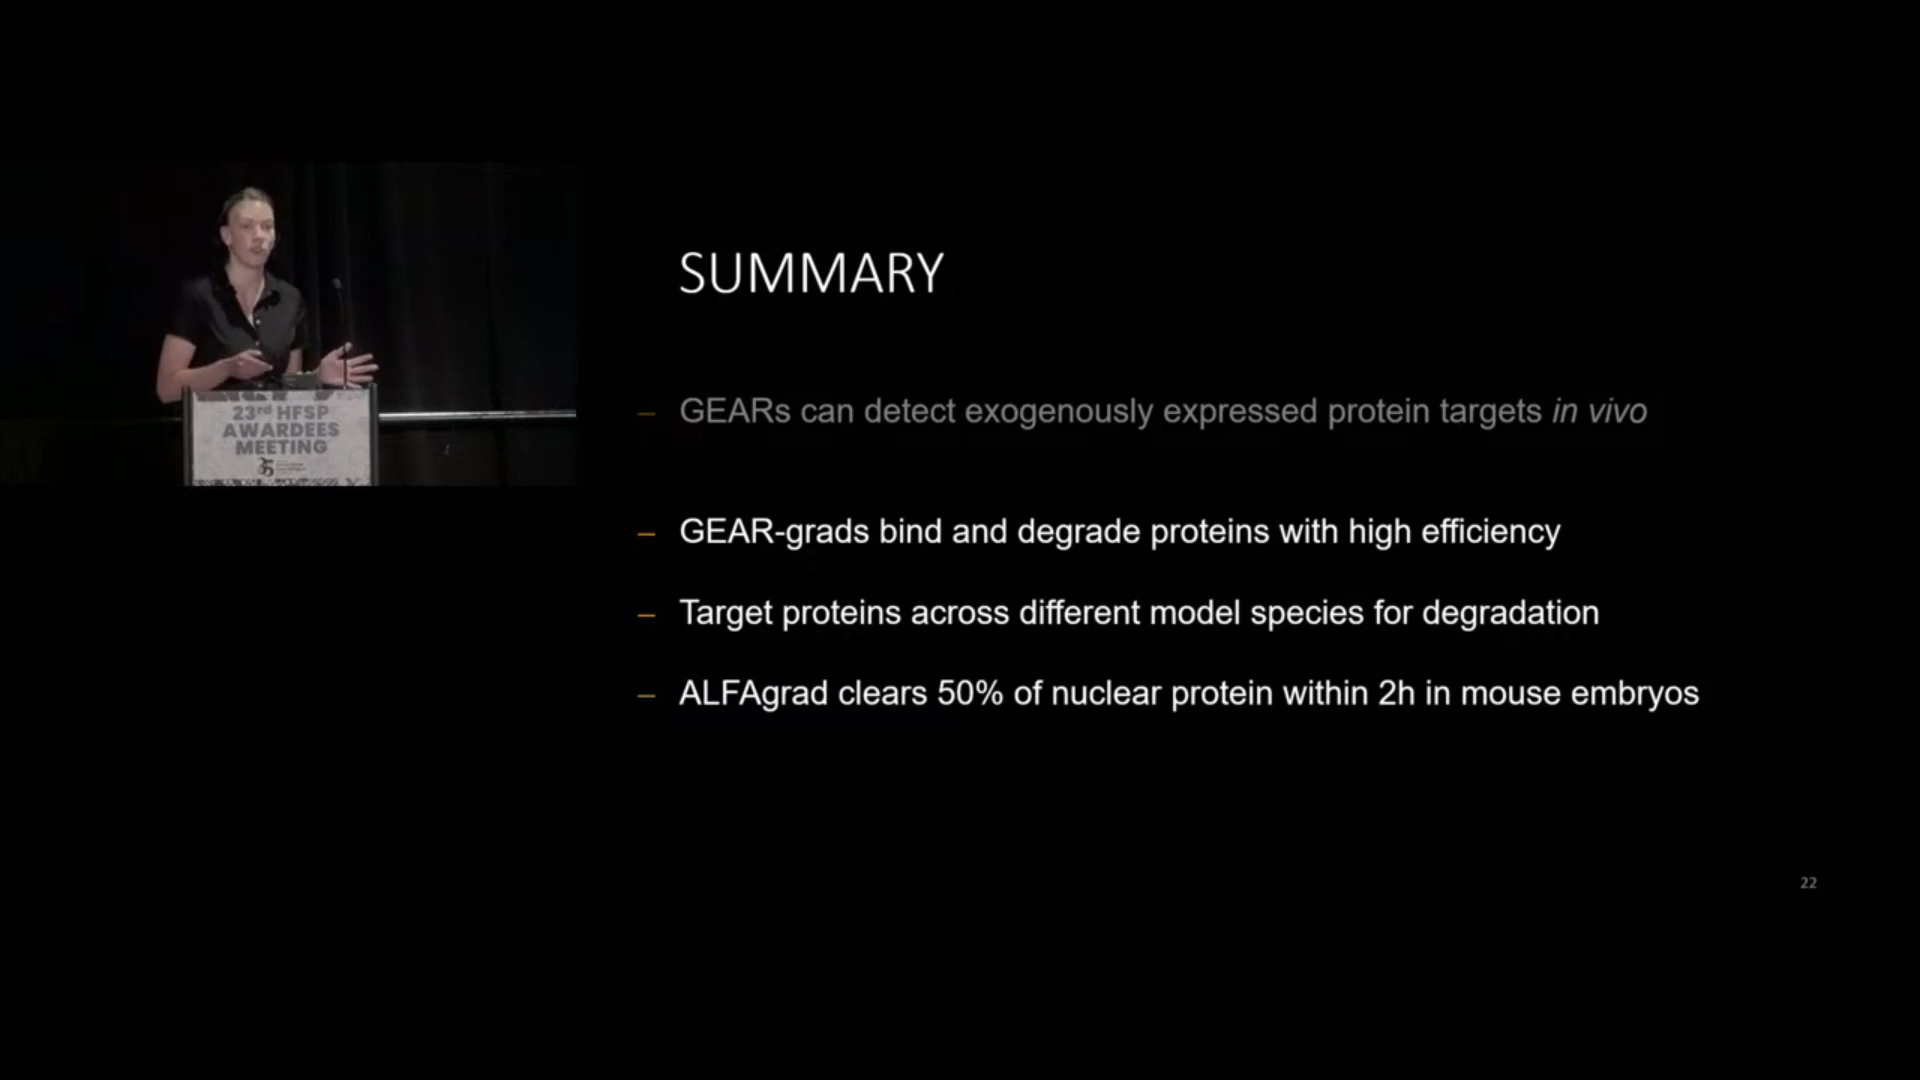 SUMMARY
– GEARs can detect exogenously expressed protein targets in vivo
– GEAR-grads bind and degrade proteins with high efficiency
– Target proteins across different model species for degradation
– ALFAgrad clears 50% of nuclear protein within 2h in mouse embryos
22
23rd HFSP
AWARDEES
MEETING
35